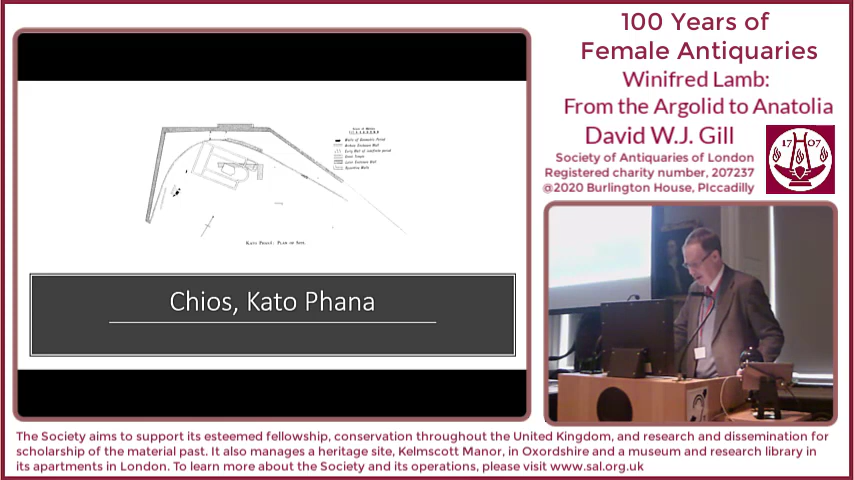 100 Years of
Female Antiquaries
Winifred Lamb:
From the Argolid to Anatolia
David W.J. Gill
Society of Antiquaries of London
Registered charity number, 207237
@2020 Burlington House, PIccadilly
17 07
Kato Phana: Plan of Site.
Chios, Kato Phana
The Society aims to support its esteemed fellowship, conservation throughout the United Kingdom, and research and dissemination for
scholarship of the material past. It also manages a heritage site, Kelmscott Manor, in Oxordshire and a museum and research library in
its apartments in London. To learn more about the Society and its operations, please visit www.sal.org.uk